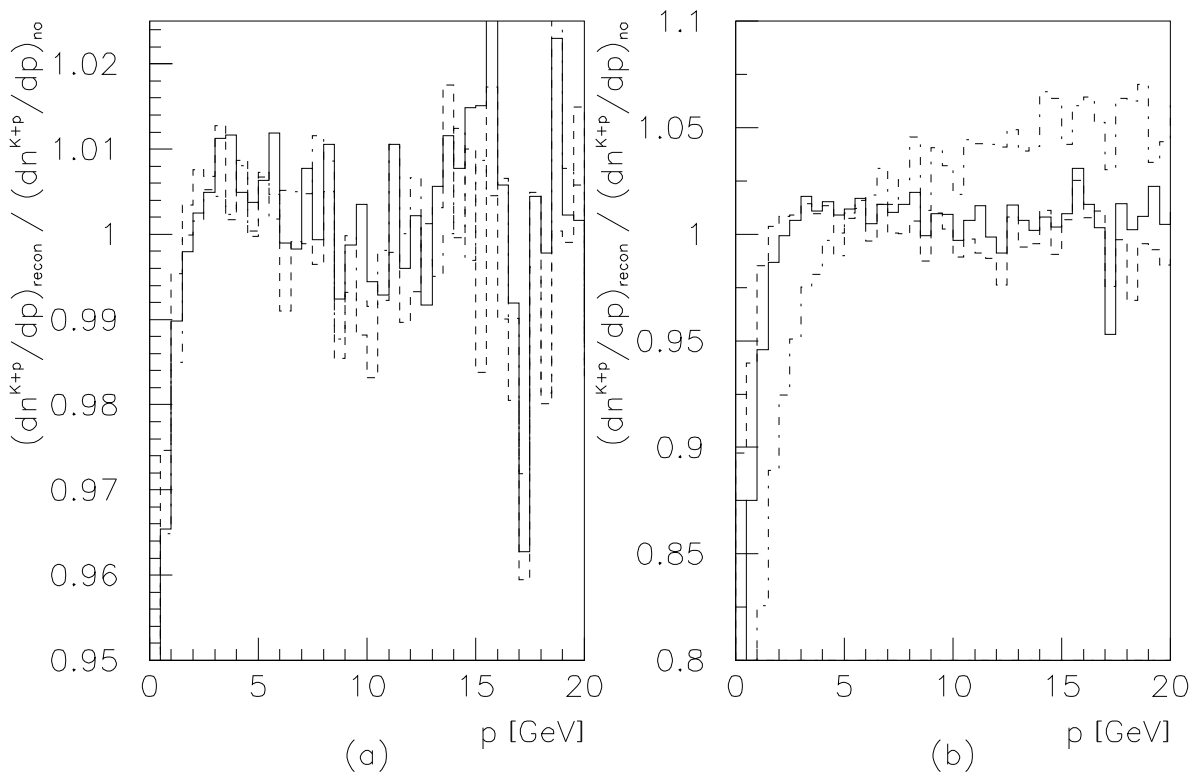 (dn^{K+p}/dp)_{recon} / (dn^{K+p}/dp)_{no}
1.02
1.01
1
0.99
0.98
0.97
0.96
0.95
0 5 10 15 20
p [GeV]
(a)
(dn^{K+p}/dp)_{recon} / (dn^{K+p}/dp)_{no}
1.1
1.05
1
0.95
0.9
0.85
0.8
0 5 10 15 20
p [GeV]
(b)